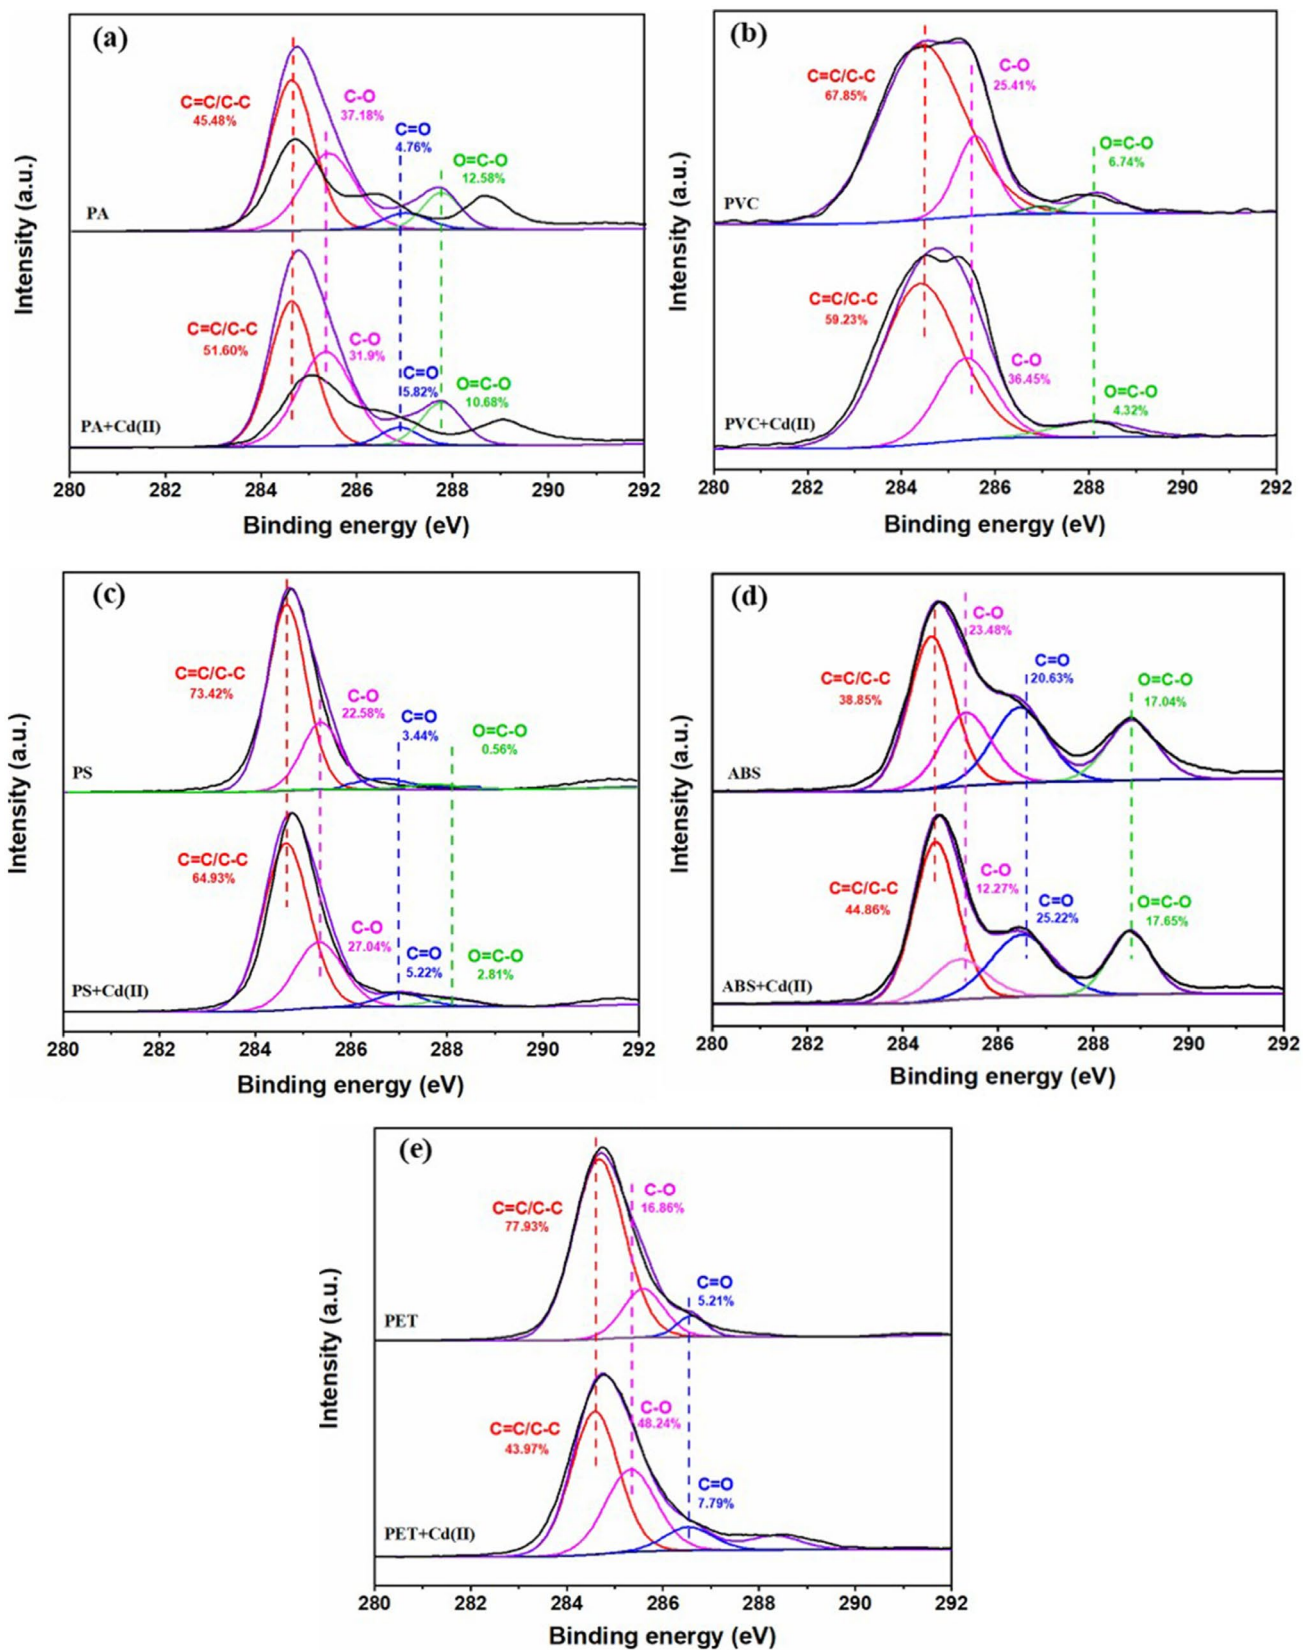 (a)
C=C/C-C
45.48%
C-O
37.18%
C=O
4.76%
O=C-O
12.58%
PA
C=C/C-C
51.60%
C-O
31.9%
C=O
5.82%
O=C-O
10.68%
PA+Cd(II)
Intensity (a.u.)
280 282 284 286 288 290 292
Binding energy (eV)
(b)
C=C/C-C
67.85%
C-O
25.41%
O=C-O
6.74%
PVC
C=C/C-C
59.23%
C-O
36.45%
O=C-O
4.32%
PVC+Cd(II)
Intensity (a.u.)
280 282 284 286 288 290 292
Binding energy (eV)
(c)
C=C/C-C
73.42%
C-O
22.58%
C=O
3.44%
O=C-O
0.56%
PS
C=C/C-C
64.93%
C-O
27.04%
C=O
5.22%
O=C-O
2.81%
PS+Cd(II)
Intensity (a.u.)
280 282 284 286 288 290 292
Binding energy (eV)
(d)
C=C/C-C
38.85%
C-O
23.48%
C=O
20.63%
O=C-O
17.04%
ABS
C=C/C-C
44.86%
C-O
12.27%
C=O
25.22%
O=C-O
17.65%
ABS+Cd(II)
Intensity (a.u.)
280 282 284 286 288 290 292
Binding energy (eV)
(e)
C=C/C-C
77.93%
C-O
16.86%
C=O
5.21%
PET
C=C/C-C
43.97%
C-O
48.24%
C=O
7.79%
PET+Cd(II)
Intensity (a.u.)
280 282 284 286 288 290 292
Binding energy (eV)